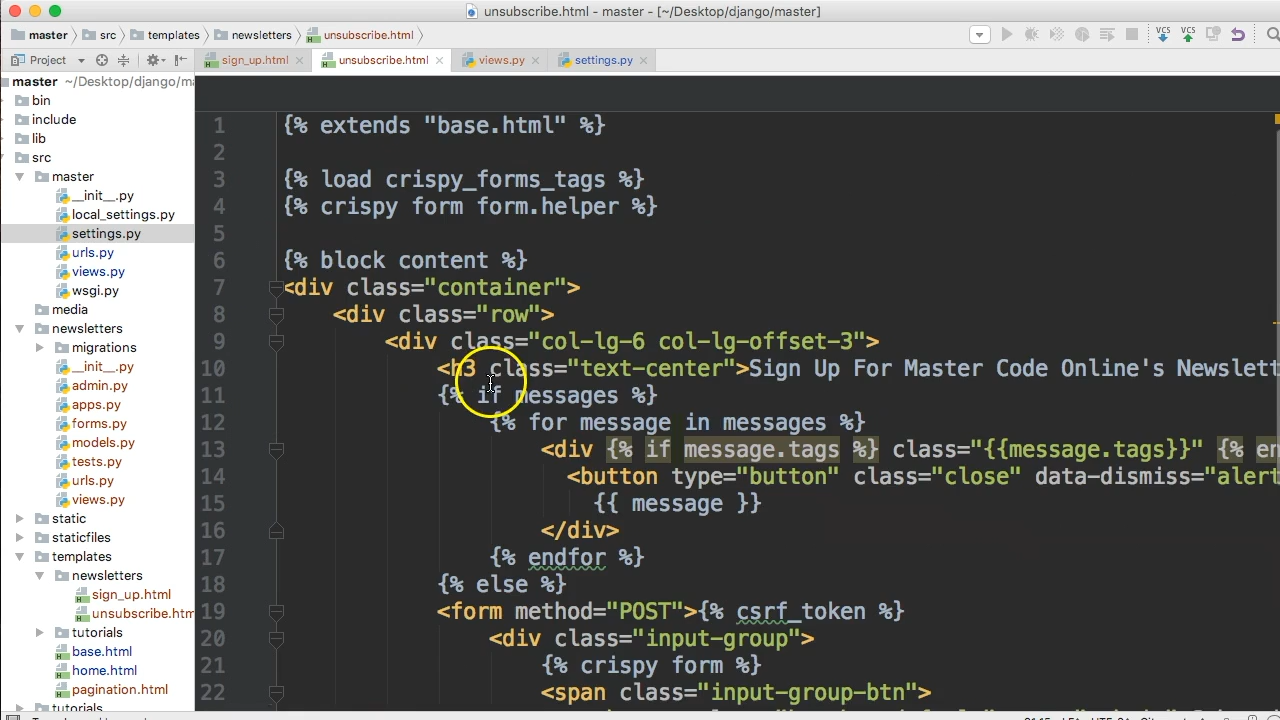 unsubscribe.html - master - [~/Desktop/django/master]
master src templates newsletters unsubscribe.html
VCS VCS
Project sign_up.html unsubscribe.html views.py settings.py
master ~/Desktop/django/ma
bin
include
lib
src
master
__init__.py
local_settings.py
settings.py
urls.py
views.py
wsgi.py
media
newsletters
migrations
__init__.py
admin.py
apps.py
forms.py
models.py
tests.py
urls.py
views.py
static
staticfiles
templates
newsletters
sign_up.html
unsubscribe.htm
tutorials
base.html
home.html
pagination.html
tutorials
1 {% extends "base.html" %}
2
3 {% load crispy_forms_tags %}
4 {% crispy form form.helper %}
5
6 {% block content %}
7 <div class="container">
8 <div class="row">
9 <div class="col-lg-6 col-lg-offset-3">
10 <h3 class="text-center">Sign Up For Master Code Online's Newslett
11 {% if messages %}
12 {% for message in messages %}
13 <div {% if message.tags %} class="{{message.tags}}" {% en
14 <button type="button" class="close" data-dismiss="alert
15 {{ message }}
16 </div>
17 {% endfor %}
18 {% else %}
19 <form method="POST">{% csrf_token %}
20 <div class="input-group">
21 {% crispy form %}
22 <span class="input-group-btn">